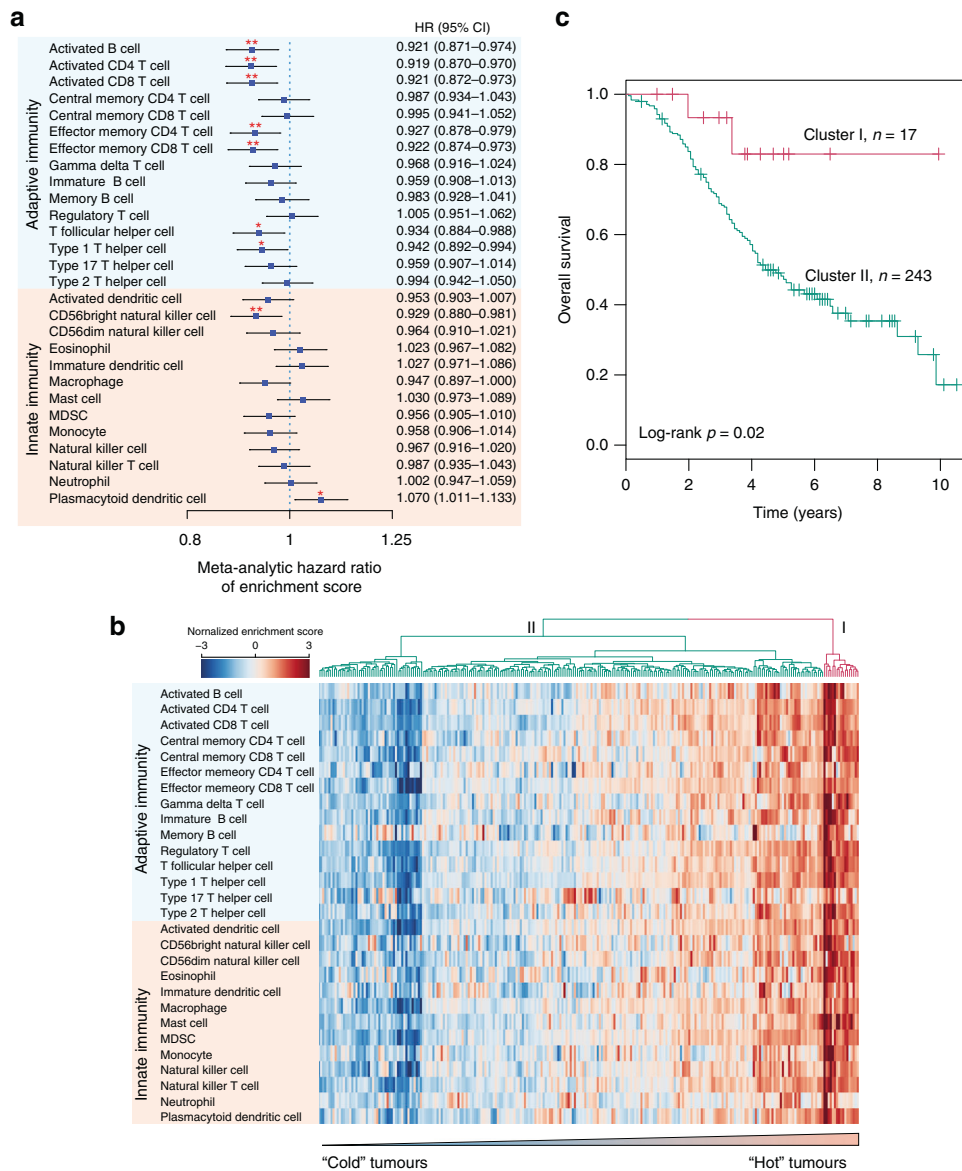 a
HR (95% CI)
Adaptive immunity
Activated B cell ** 0.921 (0.871–0.974)
Activated CD4 T cell ** 0.919 (0.870–0.970)
Activated CD8 T cell ** 0.921 (0.872–0.973)
Central memory CD4 T cell 0.987 (0.934–1.043)
Central memory CD8 T cell 0.995 (0.941–1.052)
Effector memory CD4 T cell ** 0.927 (0.878–0.979)
Effector memory CD8 T cell ** 0.922 (0.874–0.973)
Gamma delta T cell 0.968 (0.916–1.024)
Immature B cell 0.959 (0.908–1.013)
Memory B cell 0.983 (0.928–1.041)
Regulatory T cell 1.005 (0.951–1.062)
T follicular helper cell * 0.934 (0.884–0.988)
Type 1 T helper cell * 0.942 (0.892–0.994)
Type 17 T helper cell 0.959 (0.907–1.014)
Type 2 T helper cell 0.994 (0.942–1.050)
Innate immunity
Activated dendritic cell 0.953 (0.903–1.007)
CD56bright natural killer cell ** 0.929 (0.880–0.981)
CD56dim natural killer cell 0.964 (0.910–1.021)
Eosinophil 1.023 (0.967–1.082)
Immature dendritic cell 1.027 (0.971–1.086)
Macrophage 0.947 (0.897–1.000)
Mast cell 1.030 (0.973–1.089)
MDSC 0.956 (0.905–1.010)
Monocyte 0.958 (0.906–1.014)
Natural killer cell 0.967 (0.916–1.020)
Natural killer T cell 0.987 (0.935–1.043)
Neutrophil 1.002 (0.947–1.059)
Plasmacytoid dendritic cell * 1.070 (1.011–1.133)
0.8 1 1.25
Meta-analytic hazard ratio
of enrichment score
c
Overall survival
1.0
0.8
0.6
0.4
0.2
0.0
Cluster I, n = 17
Cluster II, n = 243
Log-rank p = 0.02
0 2 4 6 8 10
Time (years)
b
Nornalized enrichment score
−3 0 3
II
I
Adaptive immunity
Activated B cell
Activated CD4 T cell
Activated CD8 T cell
Central memory CD4 T cell
Central memory CD8 T cell
Effector memeory CD4 T cell
Effector memeory CD8 T cell
Gamma delta T cell
Immature B cell
Memory B cell
Regulatory T cell
T follicular helper cell
Type 1 T helper cell
Type 17 T helper cell
Type 2 T helper cell
Innate immunity
Activated dendritic cell
CD56bright natural killer cell
CD56dim natural killer cell
Eosinophil
Immature dendritic cell
Macrophage
Mast cell
MDSC
Monocyte
Natural killer cell
Natural killer T cell
Neutrophil
Plasmacytoid dendritic cell
“Cold” tumours
“Hot” tumours